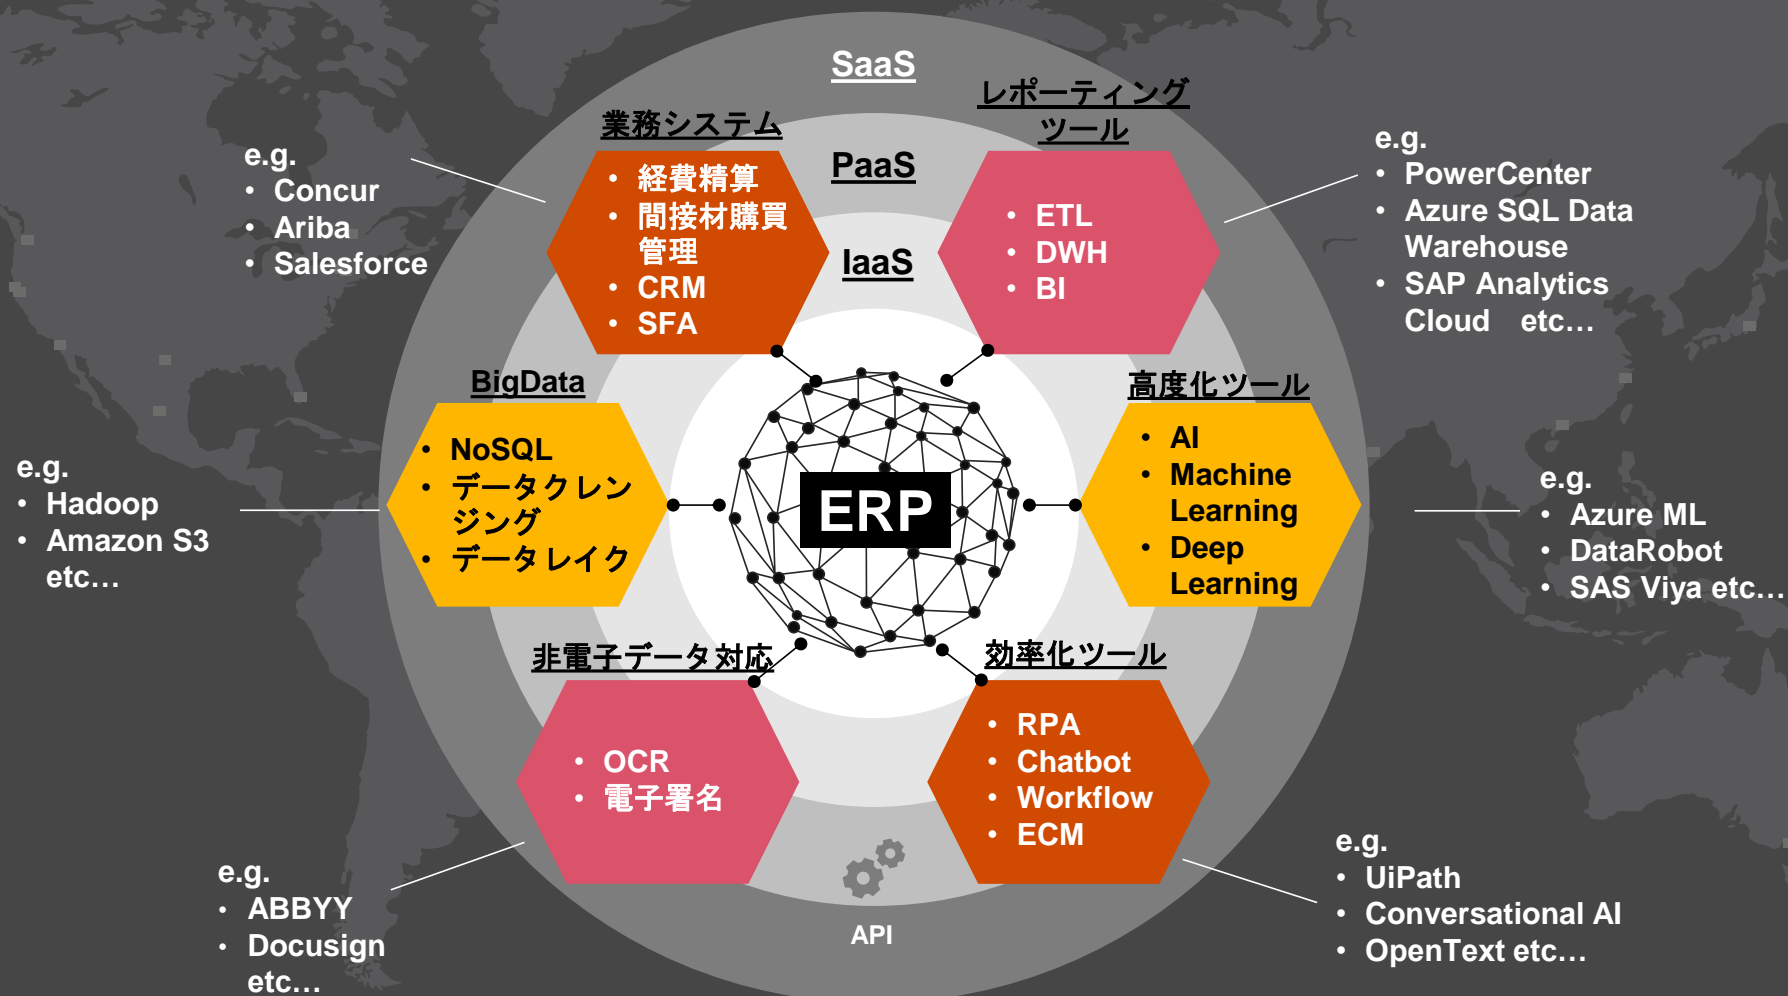 SaaS
PaaS
IaaS
業務システム
• 経費精算
• 間接材購買
管理
• CRM
• SFA
e.g.
• Concur
• Ariba
• Salesforce
レポーティング
ツール
• ETL
• DWH
• BI
e.g.
• PowerCenter
• Azure SQL Data
Warehouse
• SAP Analytics
Cloud etc…
BigData
• NoSQL
• データクレン
ジング
• データレイク
e.g.
• Hadoop
• Amazon S3
etc…
ERP
高度化ツール
• AI
• Machine
Learning
• Deep
Learning
e.g.
• Azure ML
• DataRobot
• SAS Viya etc…
非電子データ対応
• OCR
• 電子署名
e.g.
• ABBYY
• Docusign
etc…
効率化ツール
• RPA
• Chatbot
• Workflow
• ECM
e.g.
• UiPath
• Conversational AI
• OpenText etc…
API